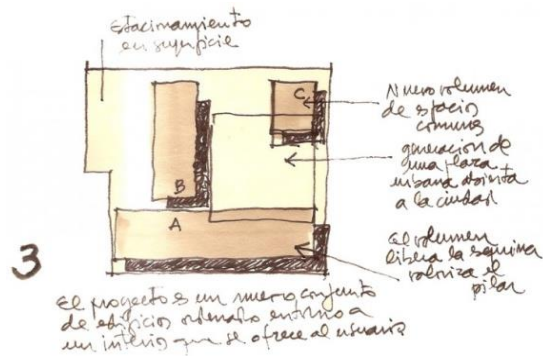 Estacionamiento
en superficie
C
Nuevo volumen
de espacios
comunes
generación de
una plaza
urbana abierta
a la ciudad
B
A
El volumen
libera la esquina
valoriza el
pilar
3
El proyecto es un nuevo conjunto
de edificios ordenado entorno a
un interior que se ofrece al usuario